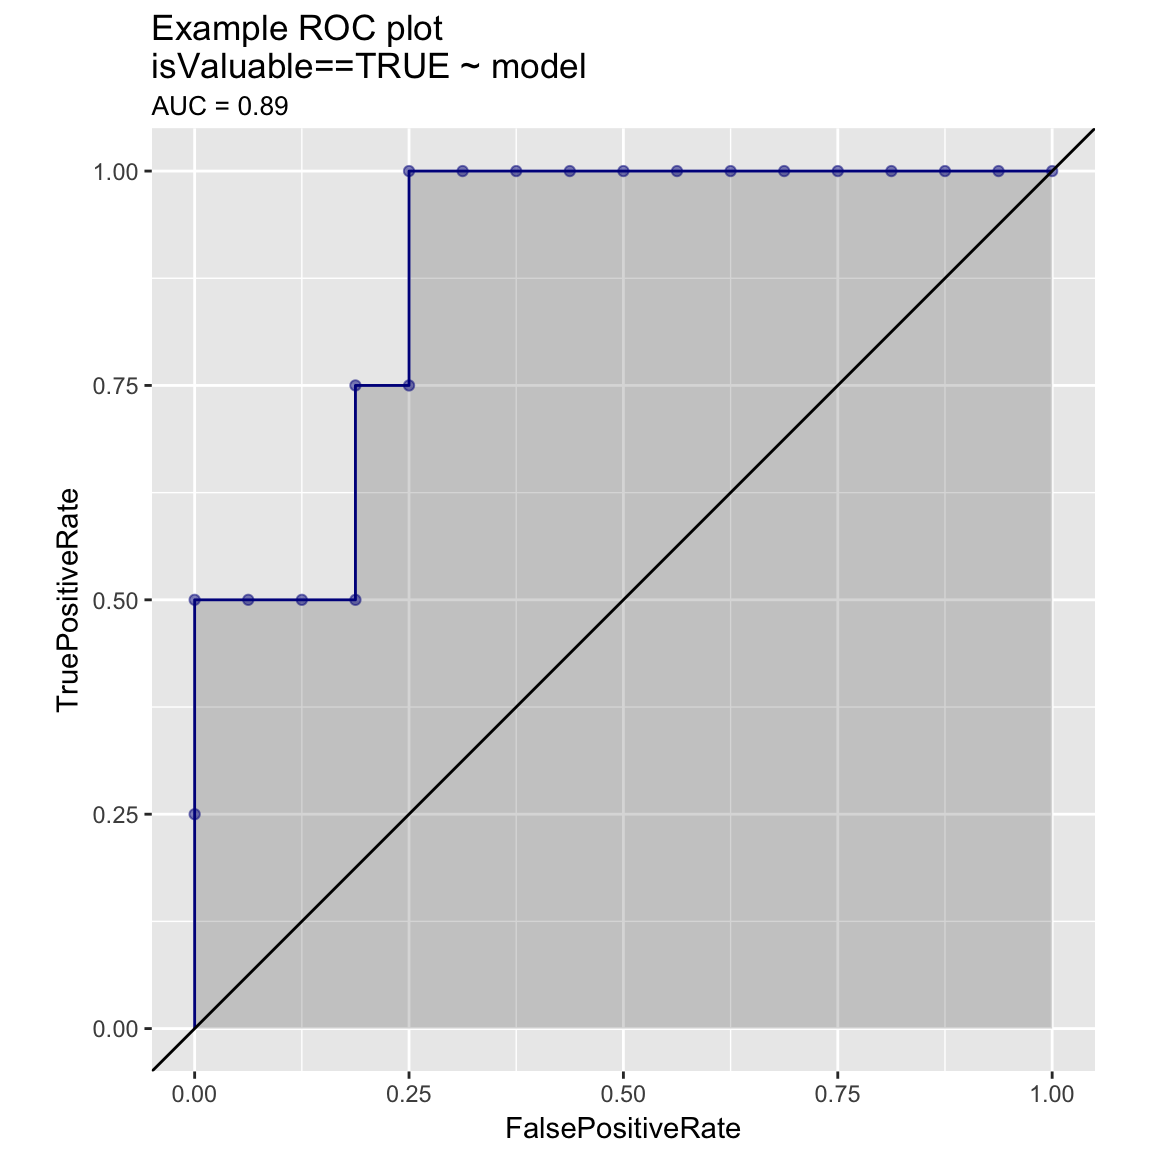 Example ROC plot
isValuable==TRUE ~ model
AUC = 0.89
1.00
0.75
0.50
0.25
0.00
TruePositiveRate
0.00 0.25 0.50 0.75 1.00
FalsePositiveRate